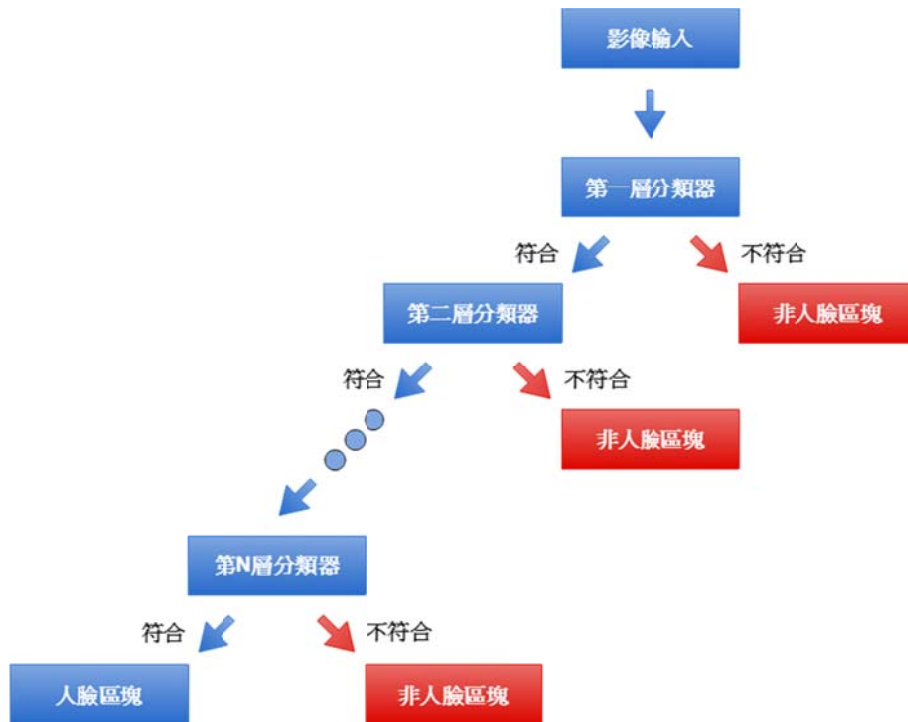 影像輸入
第一層分類器
符合
不符合
第二層分類器
非人臉區塊
符合
不符合
非人臉區塊
第N層分類器
符合
不符合
人臉區塊
非人臉區塊